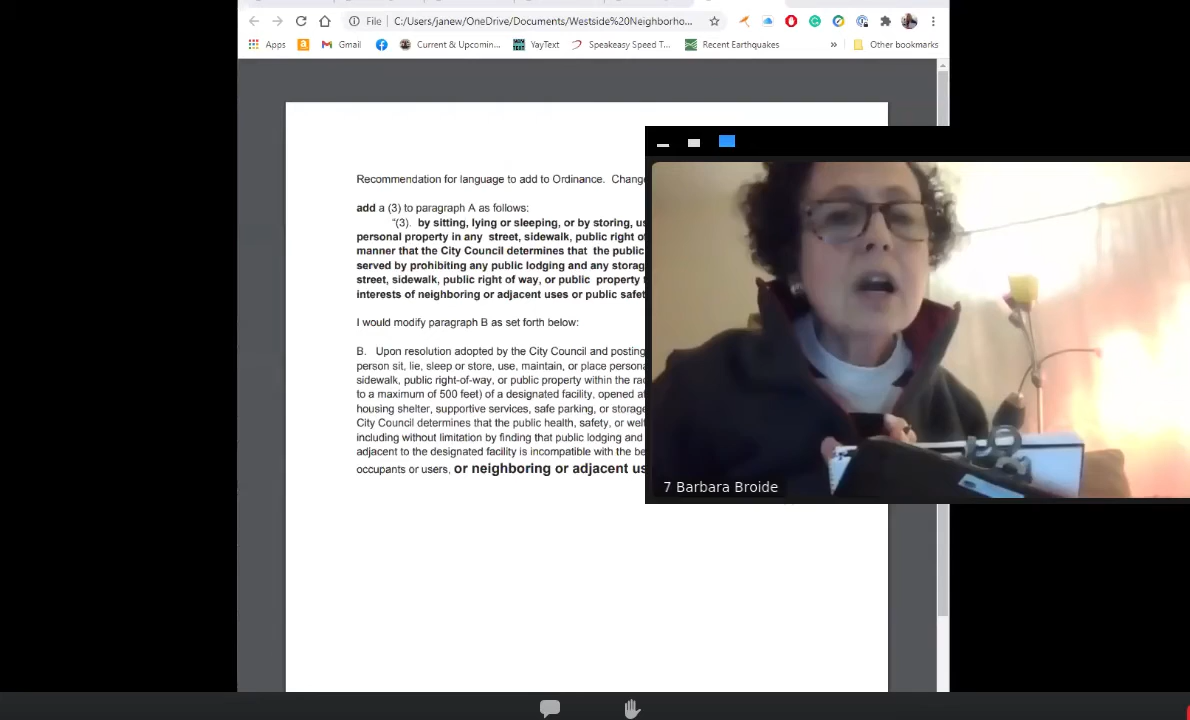 File C:/Users/janew/OneDrive/Documents/Westside%20Neighborho...
Apps Gmail Current & Upcomin... YayText Speakeasy Speed T... Recent Earthquakes » Other bookmarks
Recommendation for language to add to Ordinance. Change
add a (3) to paragraph A as follows:
"(3). by sitting, lying or sleeping, or by storing, us
personal property in any street, sidewalk, public right of
manner that the City Council determines that the public
served by prohibiting any public lodging and any storag
street, sidewalk, public right of way, or public property
interests of neighboring or adjacent uses or public safet
I would modify paragraph B as set forth below:
B. Upon resolution adopted by the City Council and posting
person sit, lie, sleep or store, use, maintain, or place persona
sidewalk, public right-of-way, or public property within the rad
to a maximum of 500 feet) of a designated facility, opened af
housing shelter, supportive services, safe parking, or storage
City Council determines that the public health, safety, or welf
including without limitation by finding that public lodging and
adjacent to the designated facility is incompatible with the be
occupants or users, or neighboring or adjacent us
7 Barbara Broide